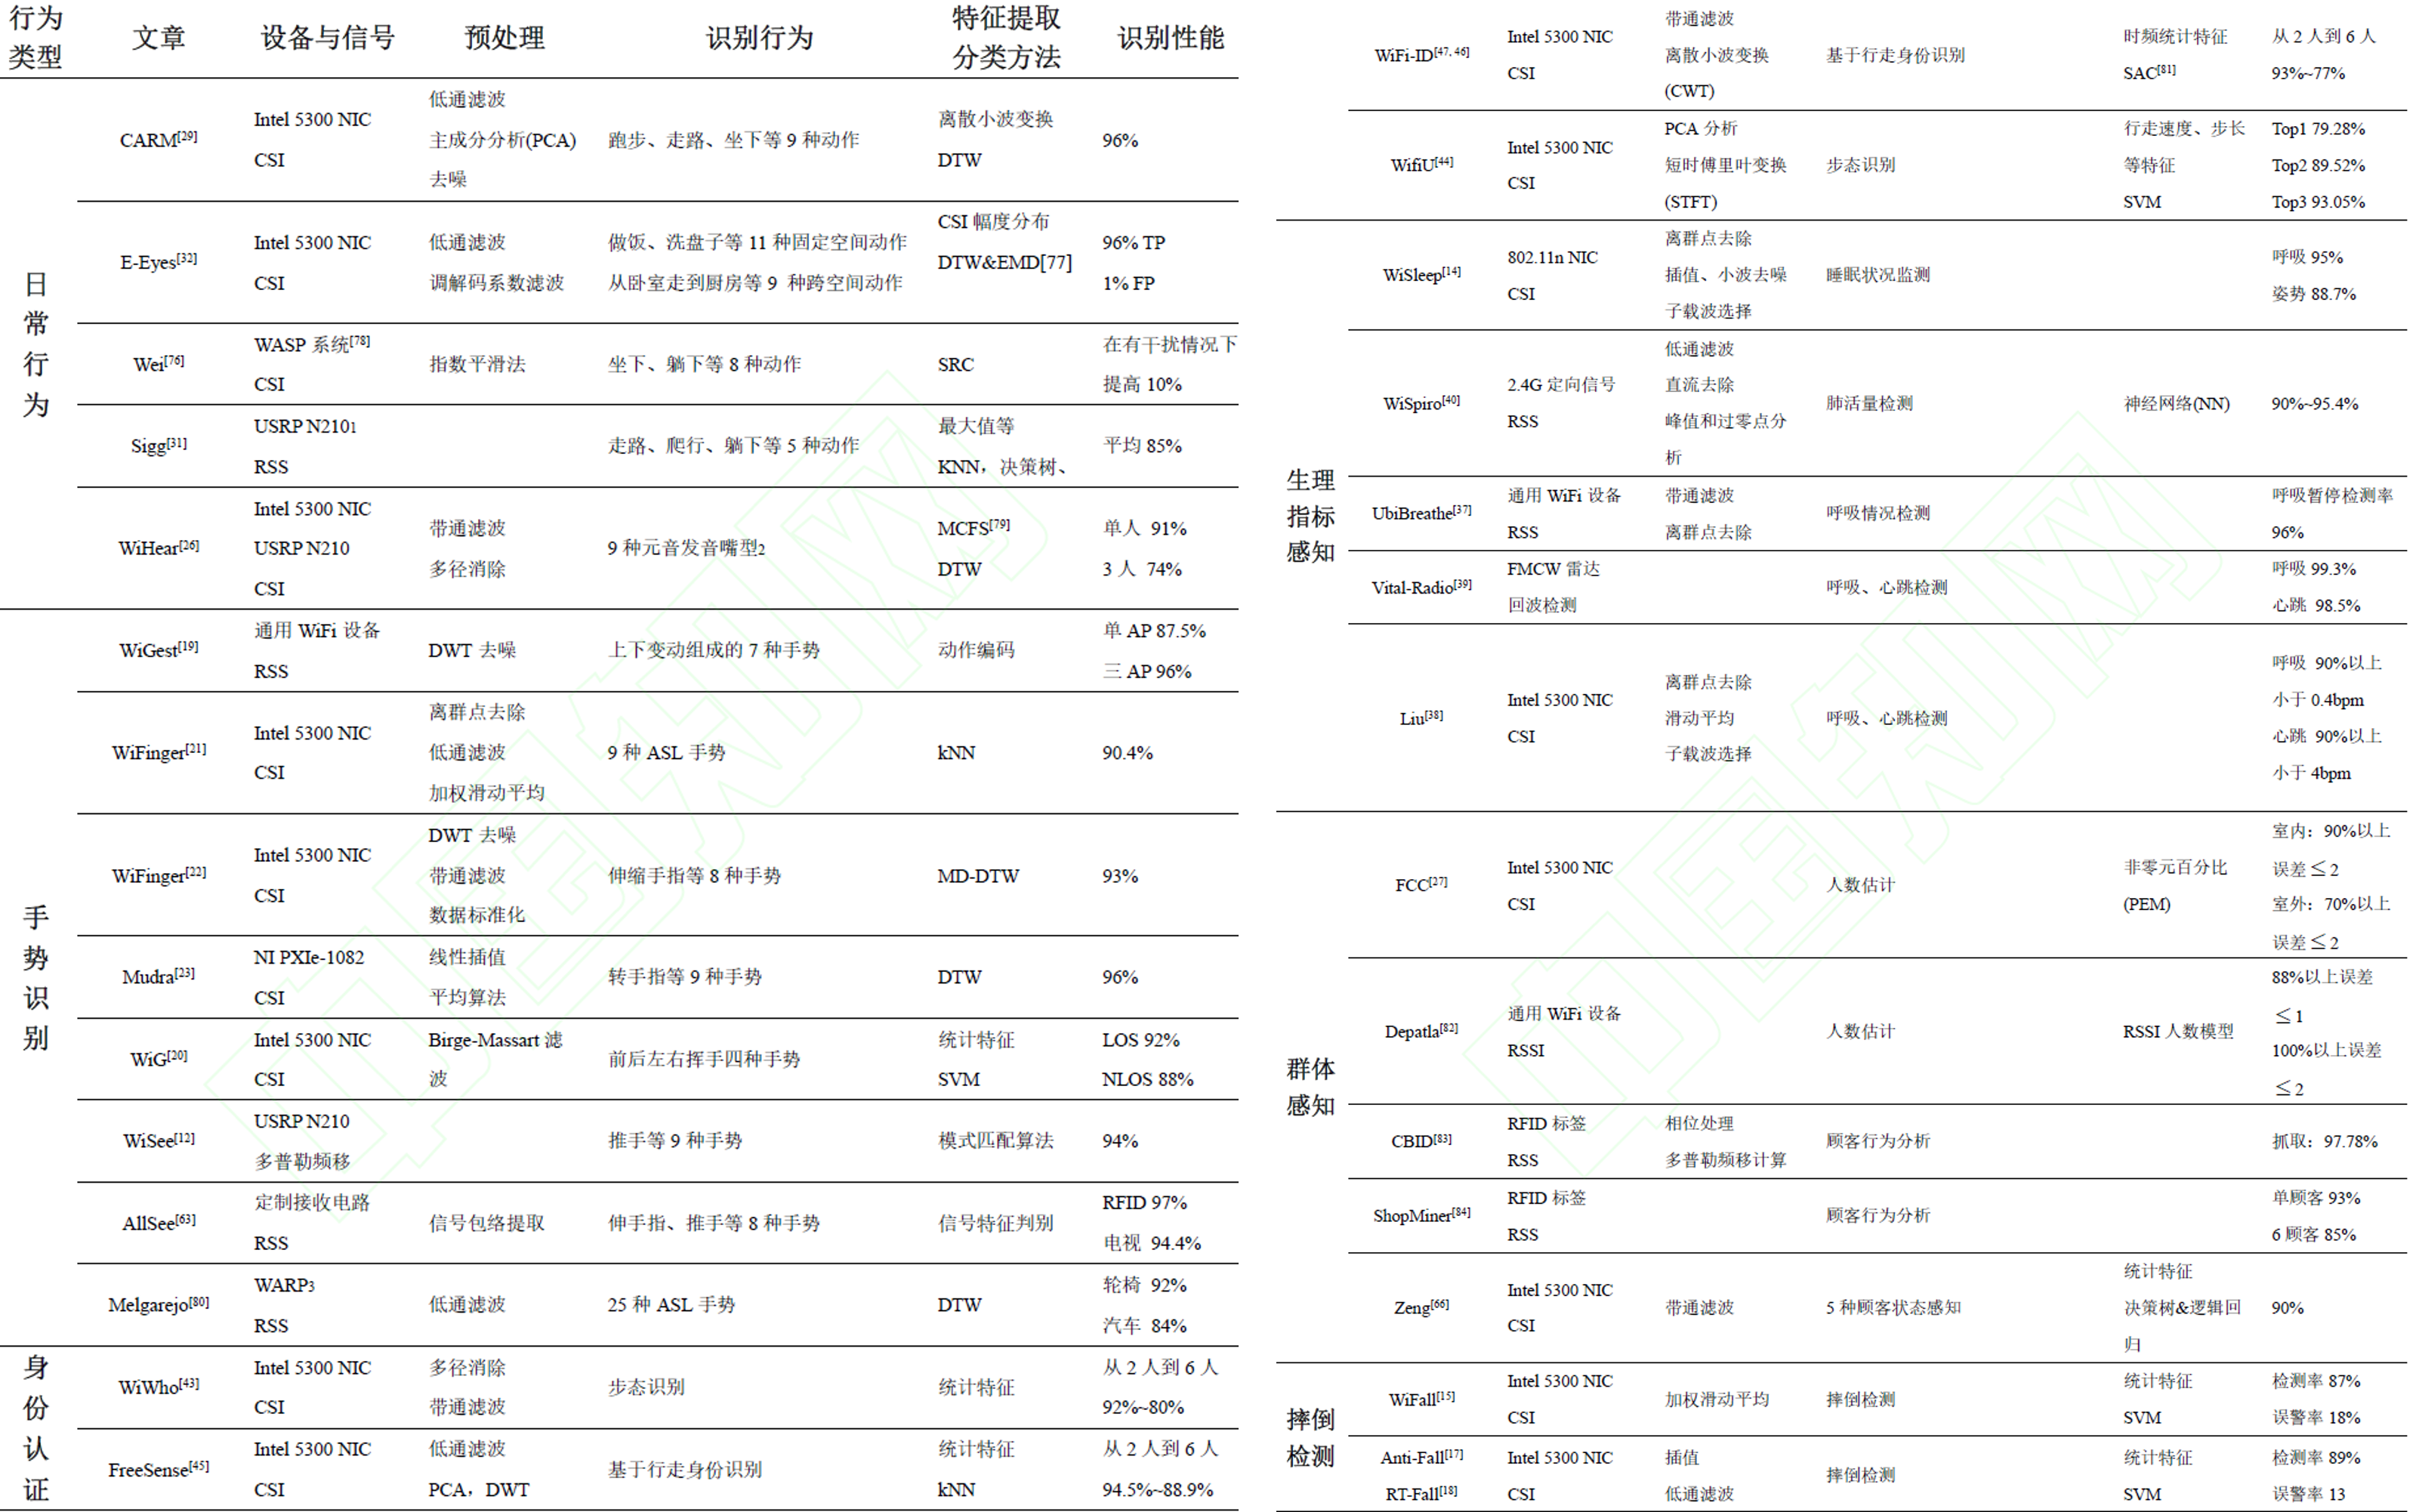 行为类型 文章 设备与信号 预处理 识别行为 特征提取分类方法 识别性能
日常行为
CARM[29] Intel 5300 NIC CSI 低通滤波 主成分分析(PCA) 去噪 跑步、走路、坐下等 9 种动作 离散小波变换 DTW 96%
E-Eyes[32] Intel 5300 NIC CSI 低通滤波 调解码系数滤波 做饭、洗盘子等 11 种固定空间动作 从卧室走到厨房等 9 种跨空间动作 CSI 幅度分布 DTW&EMD[77] 96% TP 1% FP
Wei[76] WASP 系统[78] CSI 指数平滑法 坐下、躺下等 8 种动作 SRC 在有干扰情况下提高 10%
Sigg[31] USRP N2101 RSS 走路、爬行、躺下等 5 种动作 最大值等 KNN，决策树、 平均 85%
WiHear[26] Intel 5300 NIC USRP N210 CSI 带通滤波 多径消除 9 种元音发音嘴型2 MCFS[79] DTW 单人 91% 3 人 74%
手势识别
WiGest[19] 通用 WiFi 设备 RSS DWT 去噪 上下变动组成的 7 种手势 动作编码 单 AP 87.5% 三 AP 96%
WiFinger[21] Intel 5300 NIC CSI 离群点去除 低通滤波 加权滑动平均 9 种 ASL 手势 kNN 90.4%
WiFinger[22] Intel 5300 NIC CSI DWT 去噪 带通滤波 数据标准化 伸缩手指等 8 种手势 MD-DTW 93%
Mudra[23] NI PXIe-1082 CSI 线性插值 平均算法 转手指等 9 种手势 DTW 96%
WiG[20] Intel 5300 NIC CSI Birge-Massart 滤波 前后左右挥手四种手势 统计特征 SVM LOS 92% NLOS 88%
WiSee[12] USRP N210 多普勒频移 推手等 9 种手势 模式匹配算法 94%
AllSee[63] 定制接收电路 RSS 信号包络提取 伸手指、推手等 8 种手势 信号特征判别 RFID 97% 电视 94.4%
Melgarejo[80] WARP3 RSS 低通滤波 25 种 ASL 手势 DTW 轮椅 92% 汽车 84%
身份认证
WiWho[43] Intel 5300 NIC CSI 多径消除 带通滤波 步态识别 统计特征 从 2 人到 6 人 92%~80%
FreeSense[45] Intel 5300 NIC CSI 低通滤波 PCA，DWT 基于行走身份识别 统计特征 kNN 从 2 人到 6 人 94.5%~88.9%
WiFi-ID[47, 46] Intel 5300 NIC CSI 带通滤波 离散小波变换 (CWT) 基于行走身份识别 时频统计特征 SAC[81] 从 2 人到 6 人 93%~77%
WifiU[44] Intel 5300 NIC CSI PCA 分析 短时傅里叶变换 (STFT) 步态识别 行走速度、步长等特征 SVM Top1 79.28% Top2 89.52% Top3 93.05%
生理指标感知
WiSleep[14] 802.11n NIC CSI 离群点去除 插值、小波去噪 子载波选择 睡眠状况监测 呼吸 95% 姿势 88.7%
WiSpiro[40] 2.4G 定向信号 RSS 低通滤波 直流去除 峰值和过零点分析 肺活量检测 神经网络(NN) 90%~95.4%
UbiBreathe[37] 通用 WiFi 设备 RSS 带通滤波 离群点去除 呼吸情况检测 呼吸暂停检测率 96%
Vital-Radio[39] FMCW 雷达 回波检测 呼吸、心跳检测 呼吸 99.3% 心跳 98.5%
Liu[38] Intel 5300 NIC CSI 离群点去除 滑动平均 子载波选择 呼吸、心跳检测 呼吸 90%以上 小于 0.4bpm 心跳 90%以上 小于 4bpm
群体感知
FCC[27] Intel 5300 NIC CSI 人数估计 非零元百分比 (PEM) 室内：90%以上 误差≤2 室外：70%以上 误差≤2
Depatla[82] 通用 WiFi 设备 RSSI 人数估计 RSSI 人数模型 88%以上误差≤1 100%以上误差≤2
CBID[83] RFID 标签 RSS 相位处理 多普勒频移计算 顾客行为分析 抓取：97.78%
ShopMiner[84] RFID 标签 RSS 顾客行为分析 单顾客 93% 6 顾客 85%
Zeng[66] Intel 5300 NIC CSI 带通滤波 5 种顾客状态感知 统计特征 决策树&逻辑回归 90%
摔倒检测
WiFall[15] Intel 5300 NIC CSI 加权滑动平均 摔倒检测 统计特征 SVM 检测率 87% 误警率 18%
Anti-Fall[17] RT-Fall[18] Intel 5300 NIC CSI 插值 低通滤波 摔倒检测 统计特征 SVM 检测率 89% 误警率 13
中国知网
中国知网